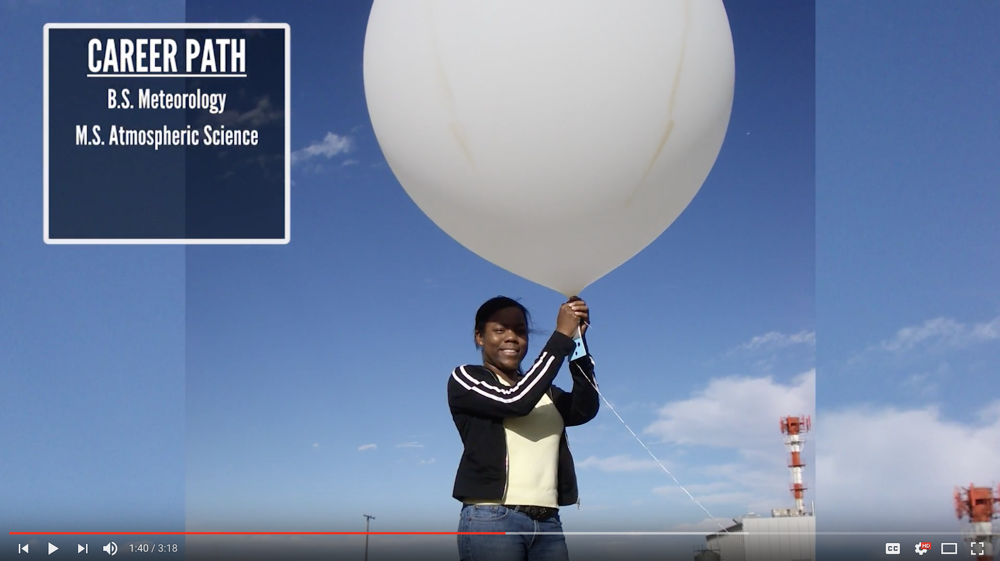 CAREER PATH
B.S. Meteorology
M.S. Atmospheric Science
1:40 / 3:18
CC
HD